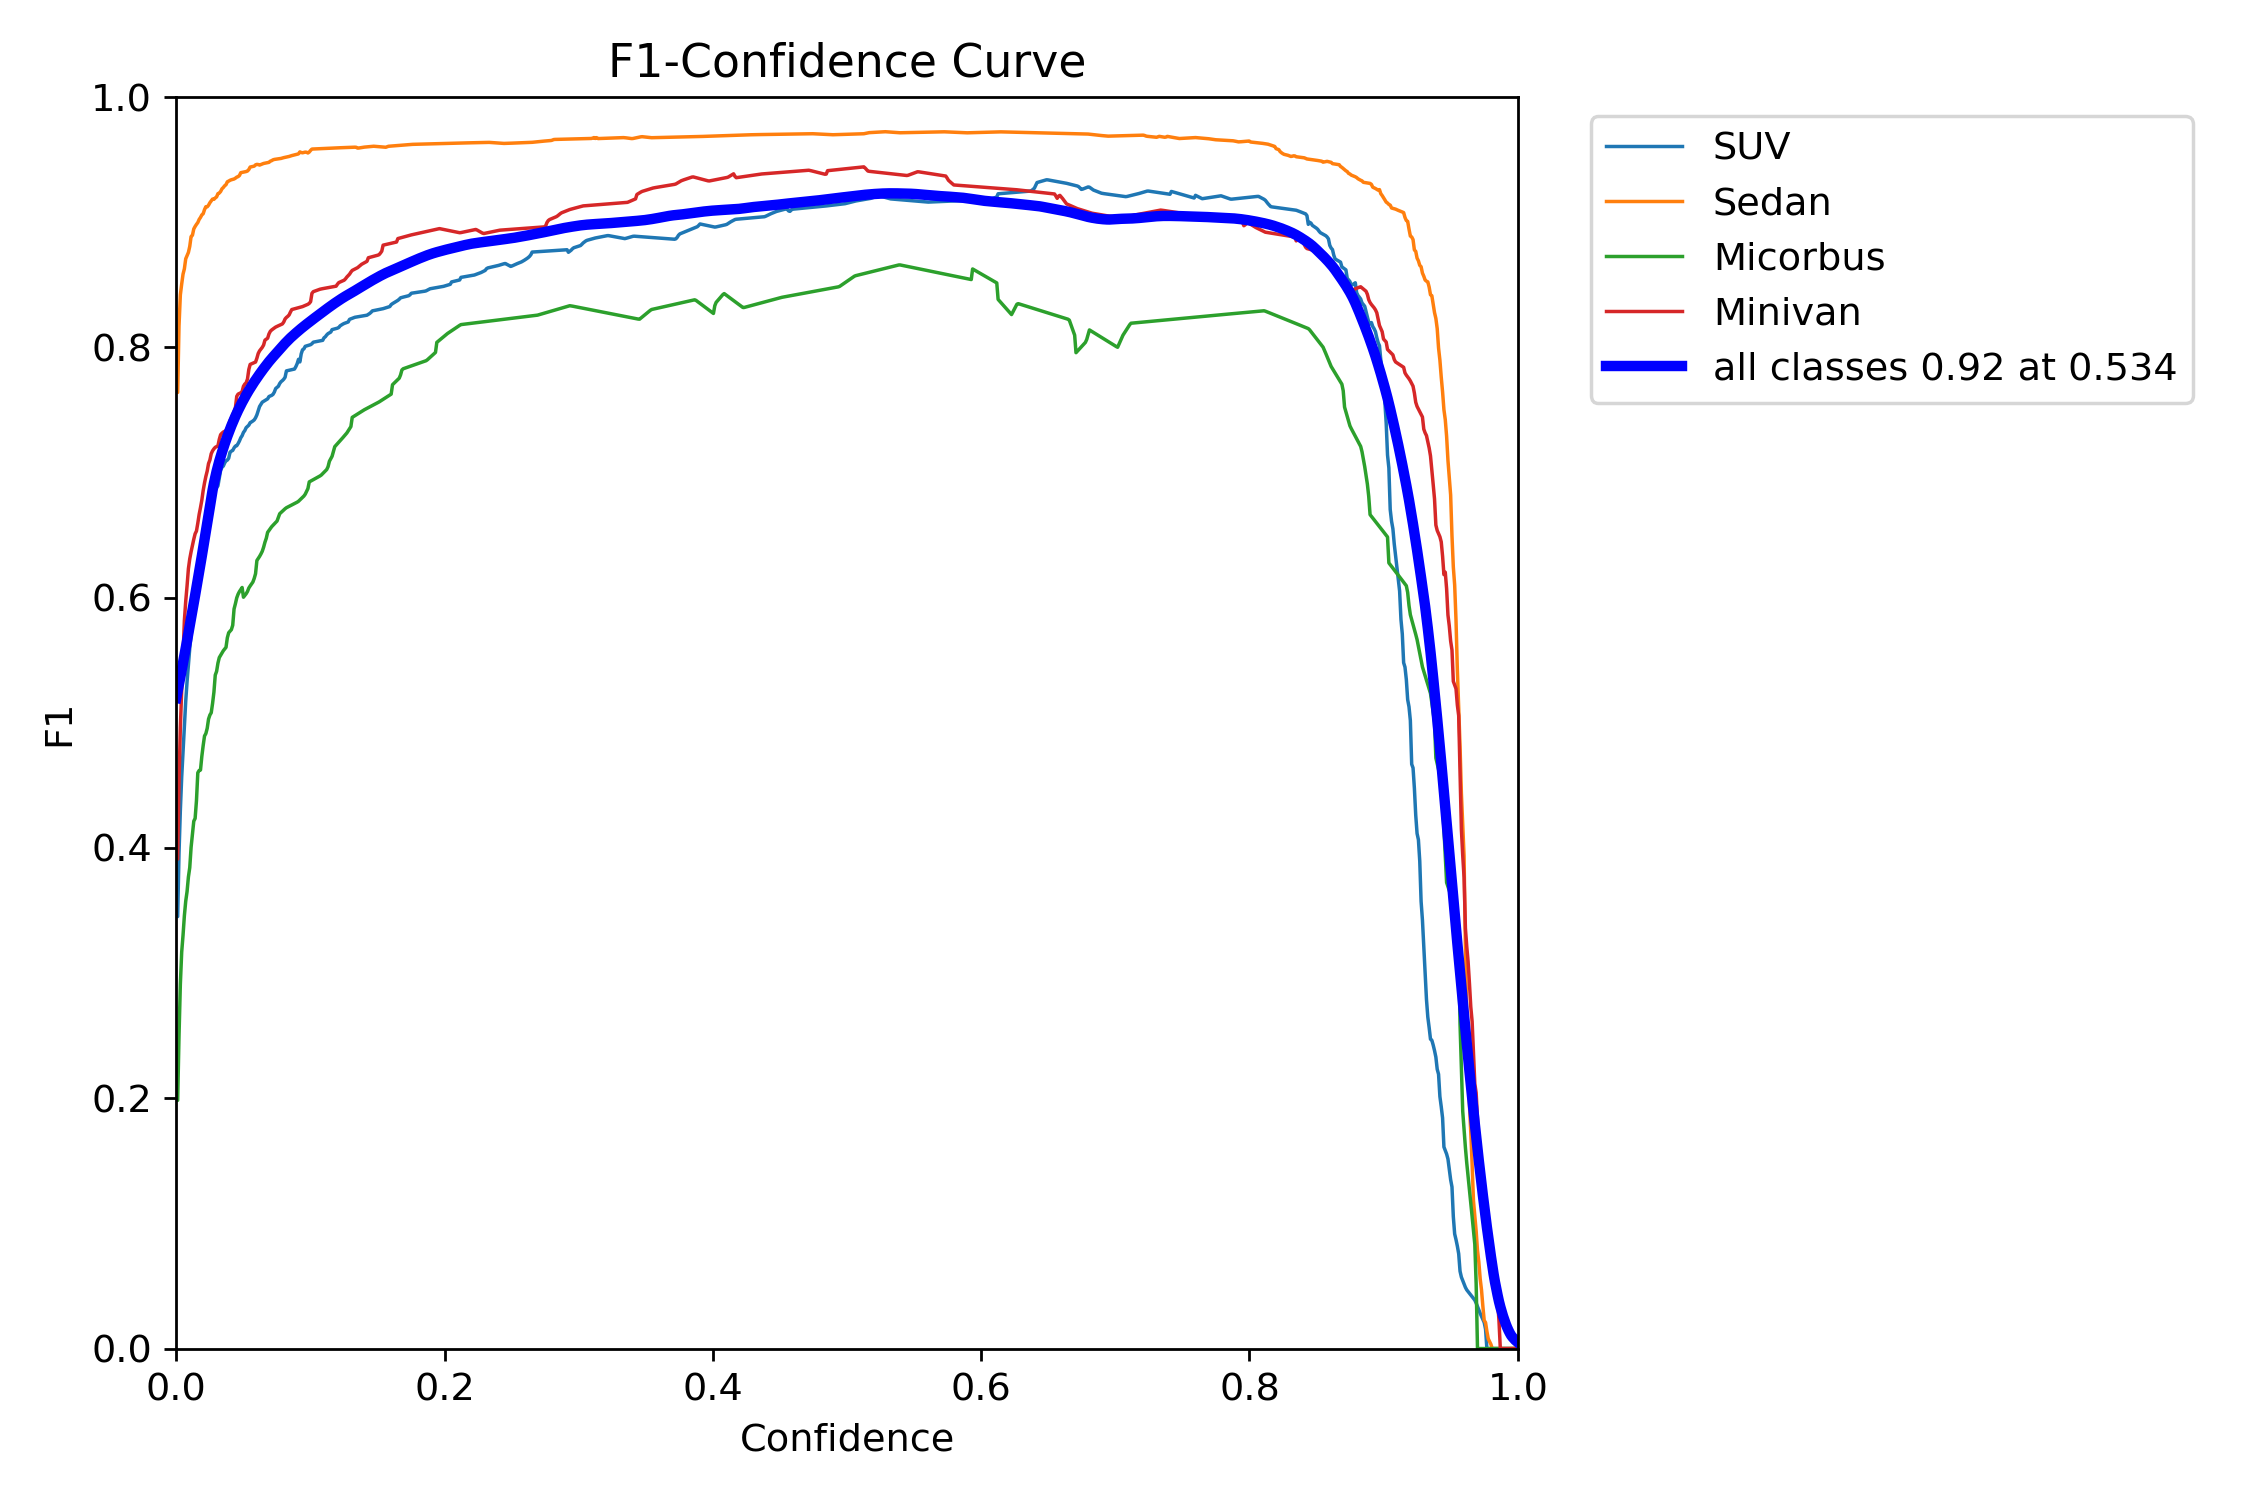 F1-Confidence Curve
1.0
0.8
0.6
0.4
0.2
0.0
F1
0.0 0.2 0.4 0.6 0.8 1.0
Confidence
SUV
Sedan
Micorbus
Minivan
all classes 0.92 at 0.534